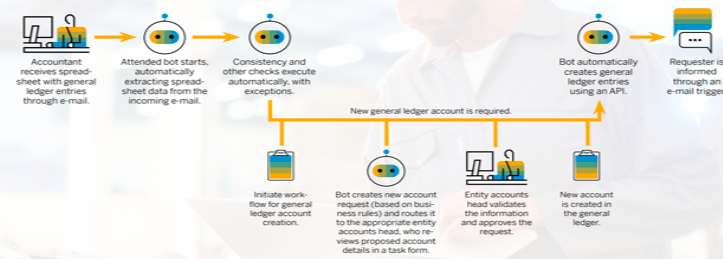 Accountant
receives spread-
sheet with general
ledger entries
through e-mail.
Attended bot starts,
automatically
extracting spread-
sheet data from the
incoming e-mail.
Consistency and
other checks execute
automatically, with
exceptions.
Bot automatically
creates general
ledger entries
using an API.
Requester is
informed
through an
e-mail trigger
New general ledger account is required.
Initiate work-
flow for general
ledger account
creation.
Bot creates new account
request (based on busi-
ness rules) and routes it
to the appropriate entity
accounts head, who re-
views proposed account
details in a task form.
Entity accounts
head validates
the information
and approves the
request.
New account
is created in
the general
ledger.